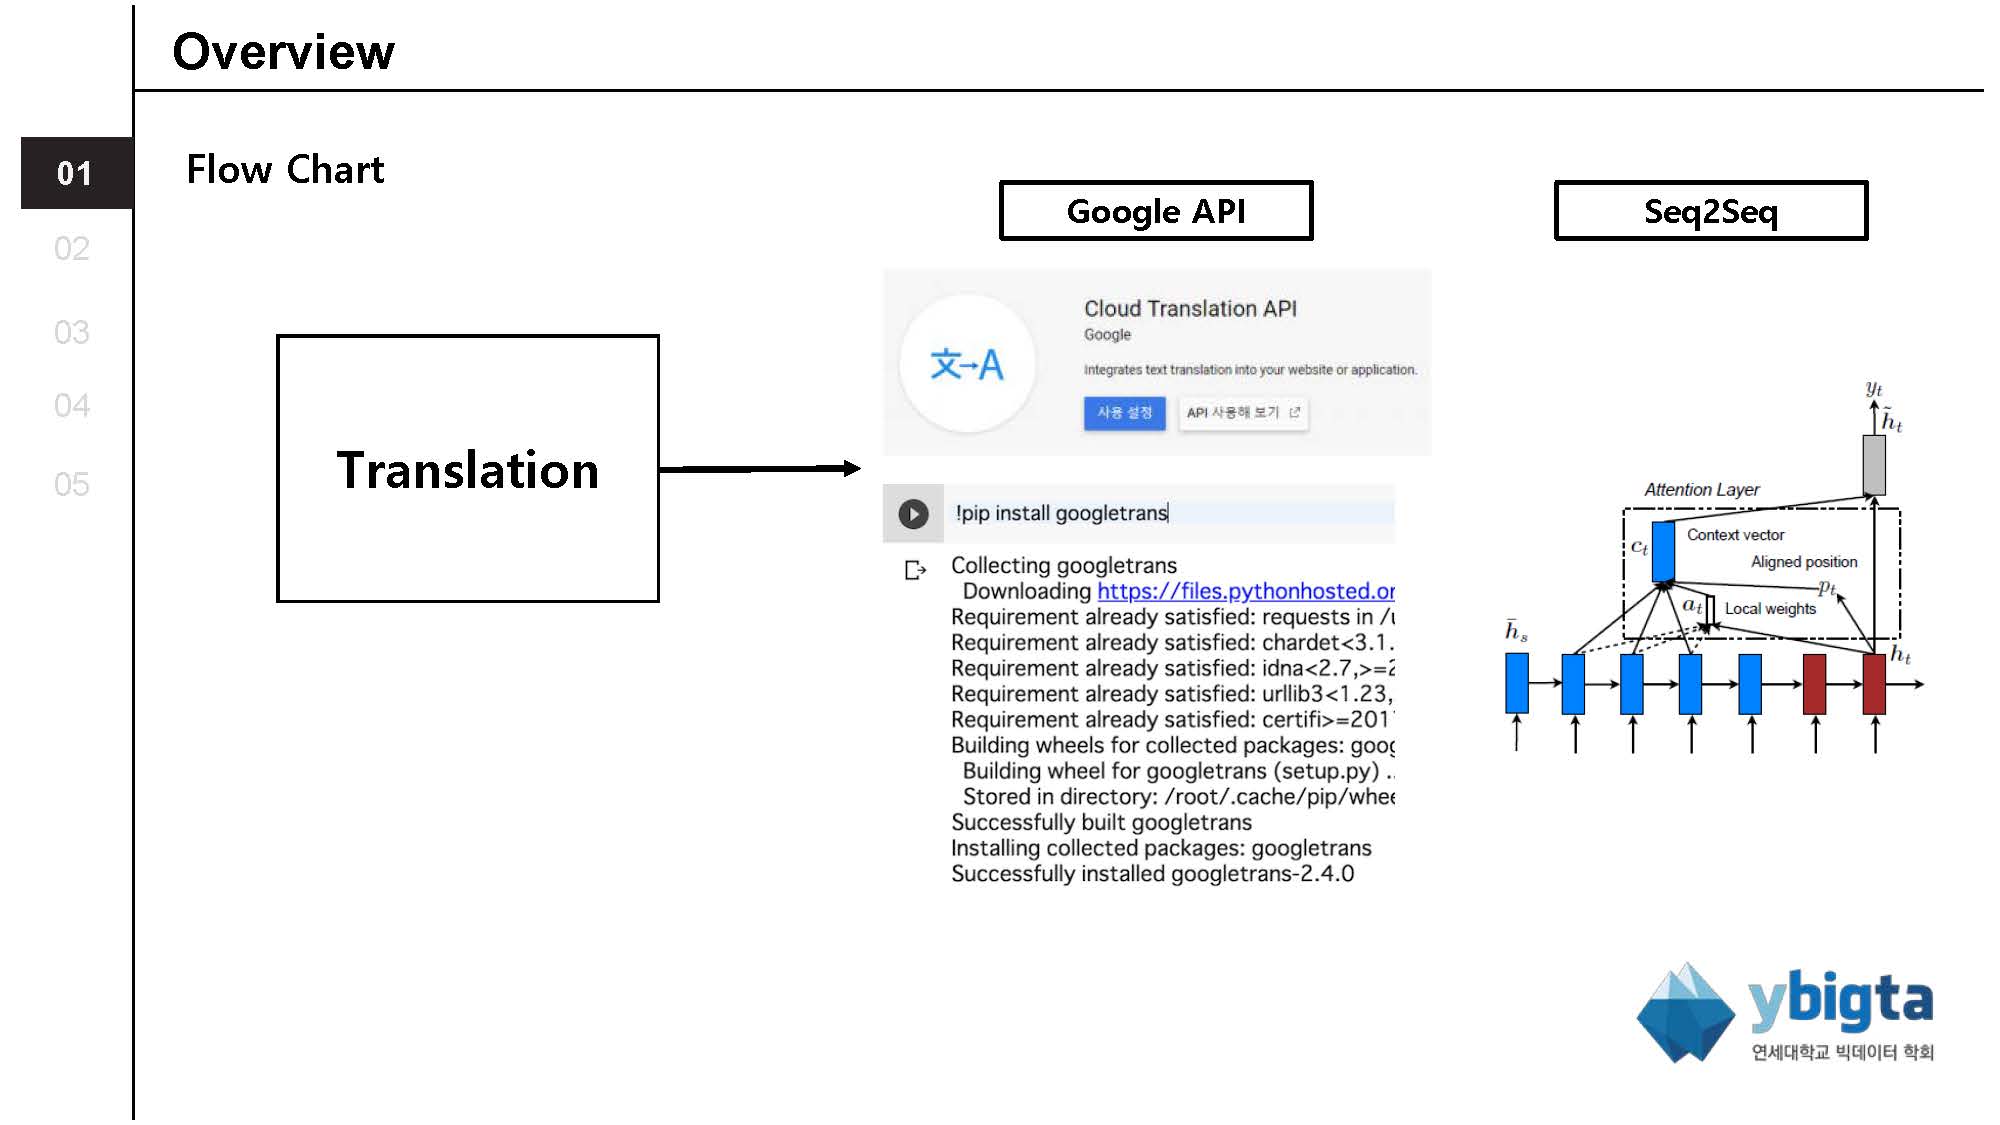 Overview
01
02
03
04
05
Flow Chart
Translation
Google API
Cloud Translation API
Google
Integrates text translation into your website or application.
사용 설정
API 사용해 보기
文→A
!pip install googletrans
Collecting googletrans
Downloading https://files.pythonhosted.or
Requirement already satisfied: requests in /u
Requirement already satisfied: chardet<3.1.
Requirement already satisfied: idna<2.7,>=2
Requirement already satisfied: urllib3<1.23,
Requirement already satisfied: certifi>=201
Building wheels for collected packages: goog
Building wheel for googletrans (setup.py) ..
Stored in directory: /root/.cache/pip/whee
Successfully built googletrans
Installing collected packages: googletrans
Successfully installed googletrans-2.4.0
Seq2Seq
y_t
h̃_t
Attention Layer
c_t
Context vector
Aligned position
p_t
a_t
Local weights
h̄_s
h_t
ybigta
연세대학교 빅데이터 학회